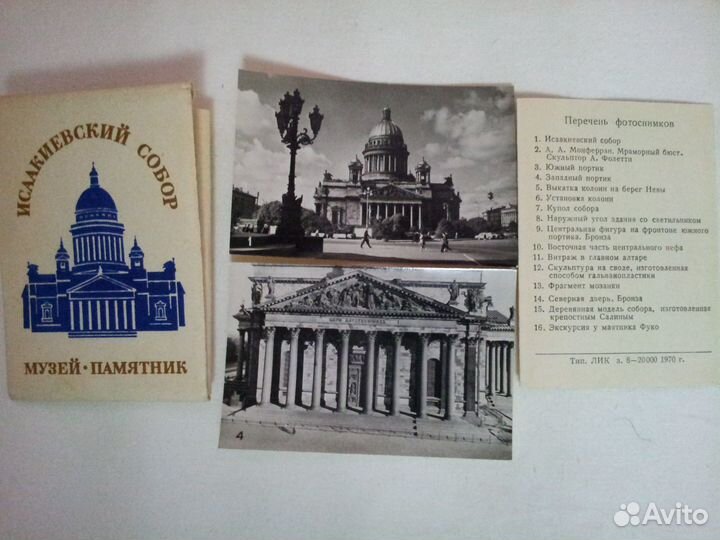 ИСААКИЕВСКИЙ СОБОР
МУЗЕЙ · ПАМЯТНИК
4
Перечень фотоснимков
1. Исаакиевский собор
2. А. А. Монферран. Мраморный бюст.
Скульптор А. Фолетти
3. Южный портик
4. Западный портик
5. Выкатка колонн на берег Невы
6. Установка колонн
7. Купол собора
8. Наружный угол здания со светильником
9. Центральная фигура на фронтоне южного
портика. Бронза
10. Восточная часть центрального нефа
11. Витраж в главном алтаре
12. Скульптура на своде, изготовленная
способом гальванопластики
13. Фрагмент мозаики
14. Северная дверь. Бронза
15. Деревянная модель собора, изготовленная
крепостным Салиным
16. Экскурсия у маятника Фуко
Тип. ЛИК з. 8—20000 1970 г.
Avito